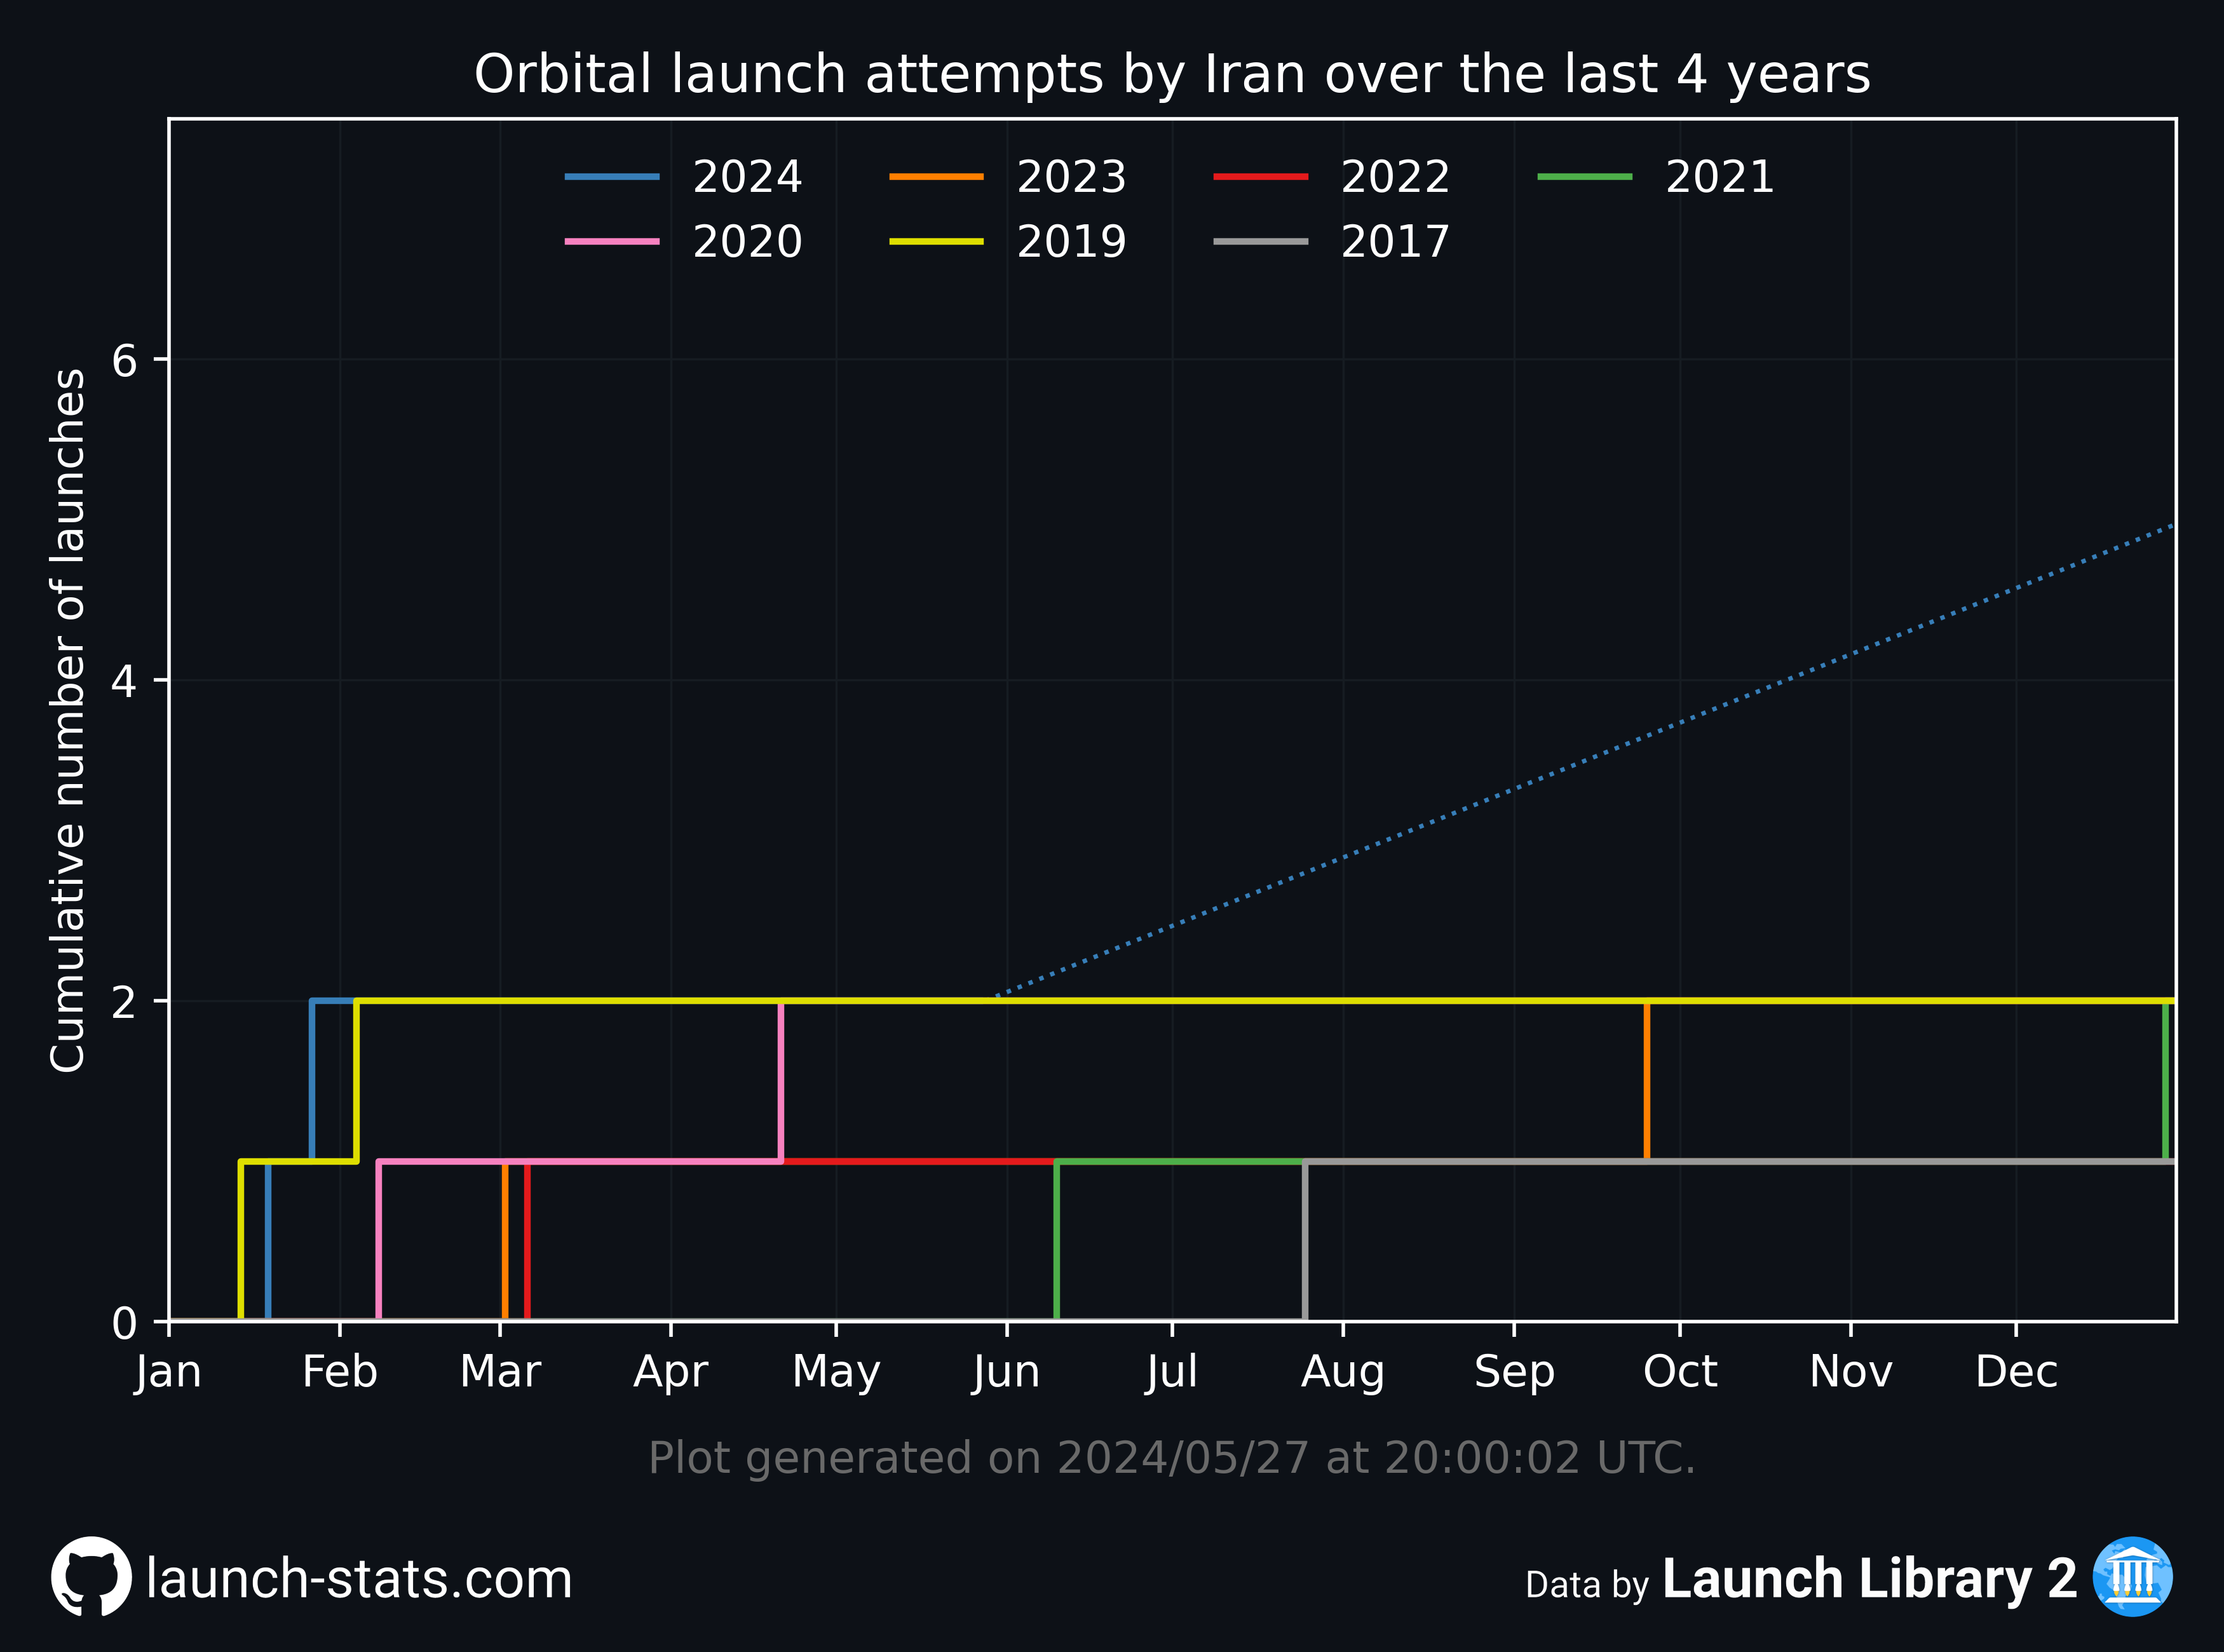 Orbital launch attempts by Iran over the last 4 years
2024 2023 2022 2021
2020 2019 2017
Cumulative number of launches
6
4
2
0
Jan Feb Mar Apr May Jun Jul Aug Sep Oct Nov Dec
Plot generated on 2024/05/27 at 20:00:02 UTC.
launch-stats.com
Data by Launch Library 2